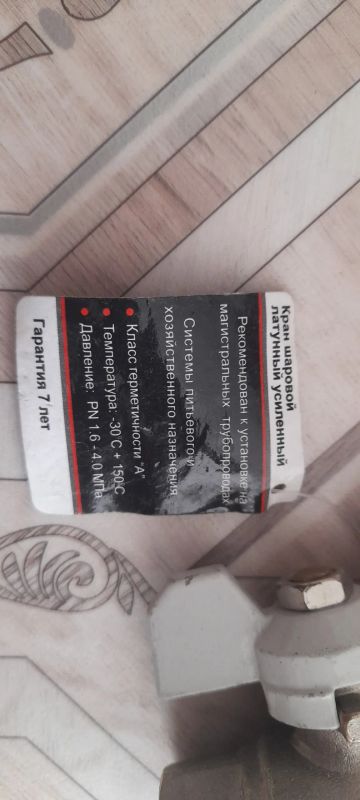 Кран шаровой
латунный усиленный
Рекомендован к установке на
магистральных трубопроводах
Системы питьевого и
хозяйственного назначения
Класс герметичности "А"
Температура: -30°С + 150°С
Давление: PN 1,6 - 4,0 МПа
Гарантия 7 лет